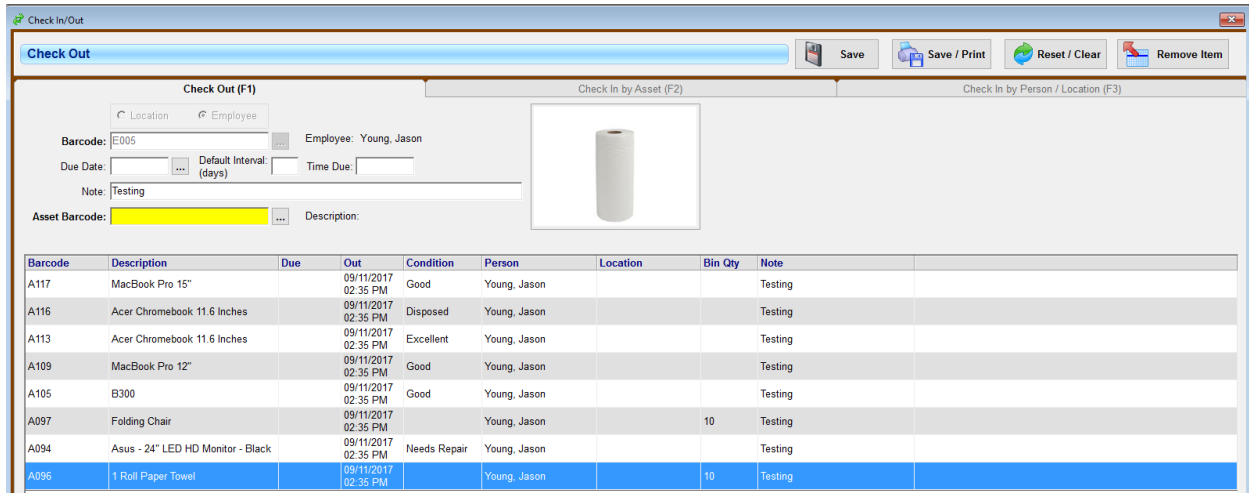 Check In/Out
Check Out
Save
Save / Print
Reset / Clear
Remove Item
Check Out (F1)
Check In by Asset (F2)
Check In by Person / Location (F3)
Location Employee
Barcode: E005 ... Employee: Young, Jason
Due Date: ... Default Interval: (days) Time Due:
Note: Testing
Asset Barcode: ... Description:
Barcode Description Due Out Condition Person Location Bin Qty Note
A117 MacBook Pro 15" 09/11/2017 02:35 PM Good Young, Jason Testing
A116 Acer Chromebook 11.6 Inches 09/11/2017 02:35 PM Disposed Young, Jason Testing
A113 Acer Chromebook 11.6 Inches 09/11/2017 02:35 PM Excellent Young, Jason Testing
A109 MacBook Pro 12" 09/11/2017 02:35 PM Good Young, Jason Testing
A105 B300 09/11/2017 02:35 PM Good Young, Jason Testing
A097 Folding Chair 09/11/2017 02:35 PM Young, Jason 10 Testing
A094 Asus - 24" LED HD Monitor - Black 09/11/2017 02:35 PM Needs Repair Young, Jason Testing
A096 1 Roll Paper Towel 09/11/2017 02:35 PM Young, Jason 10 Testing